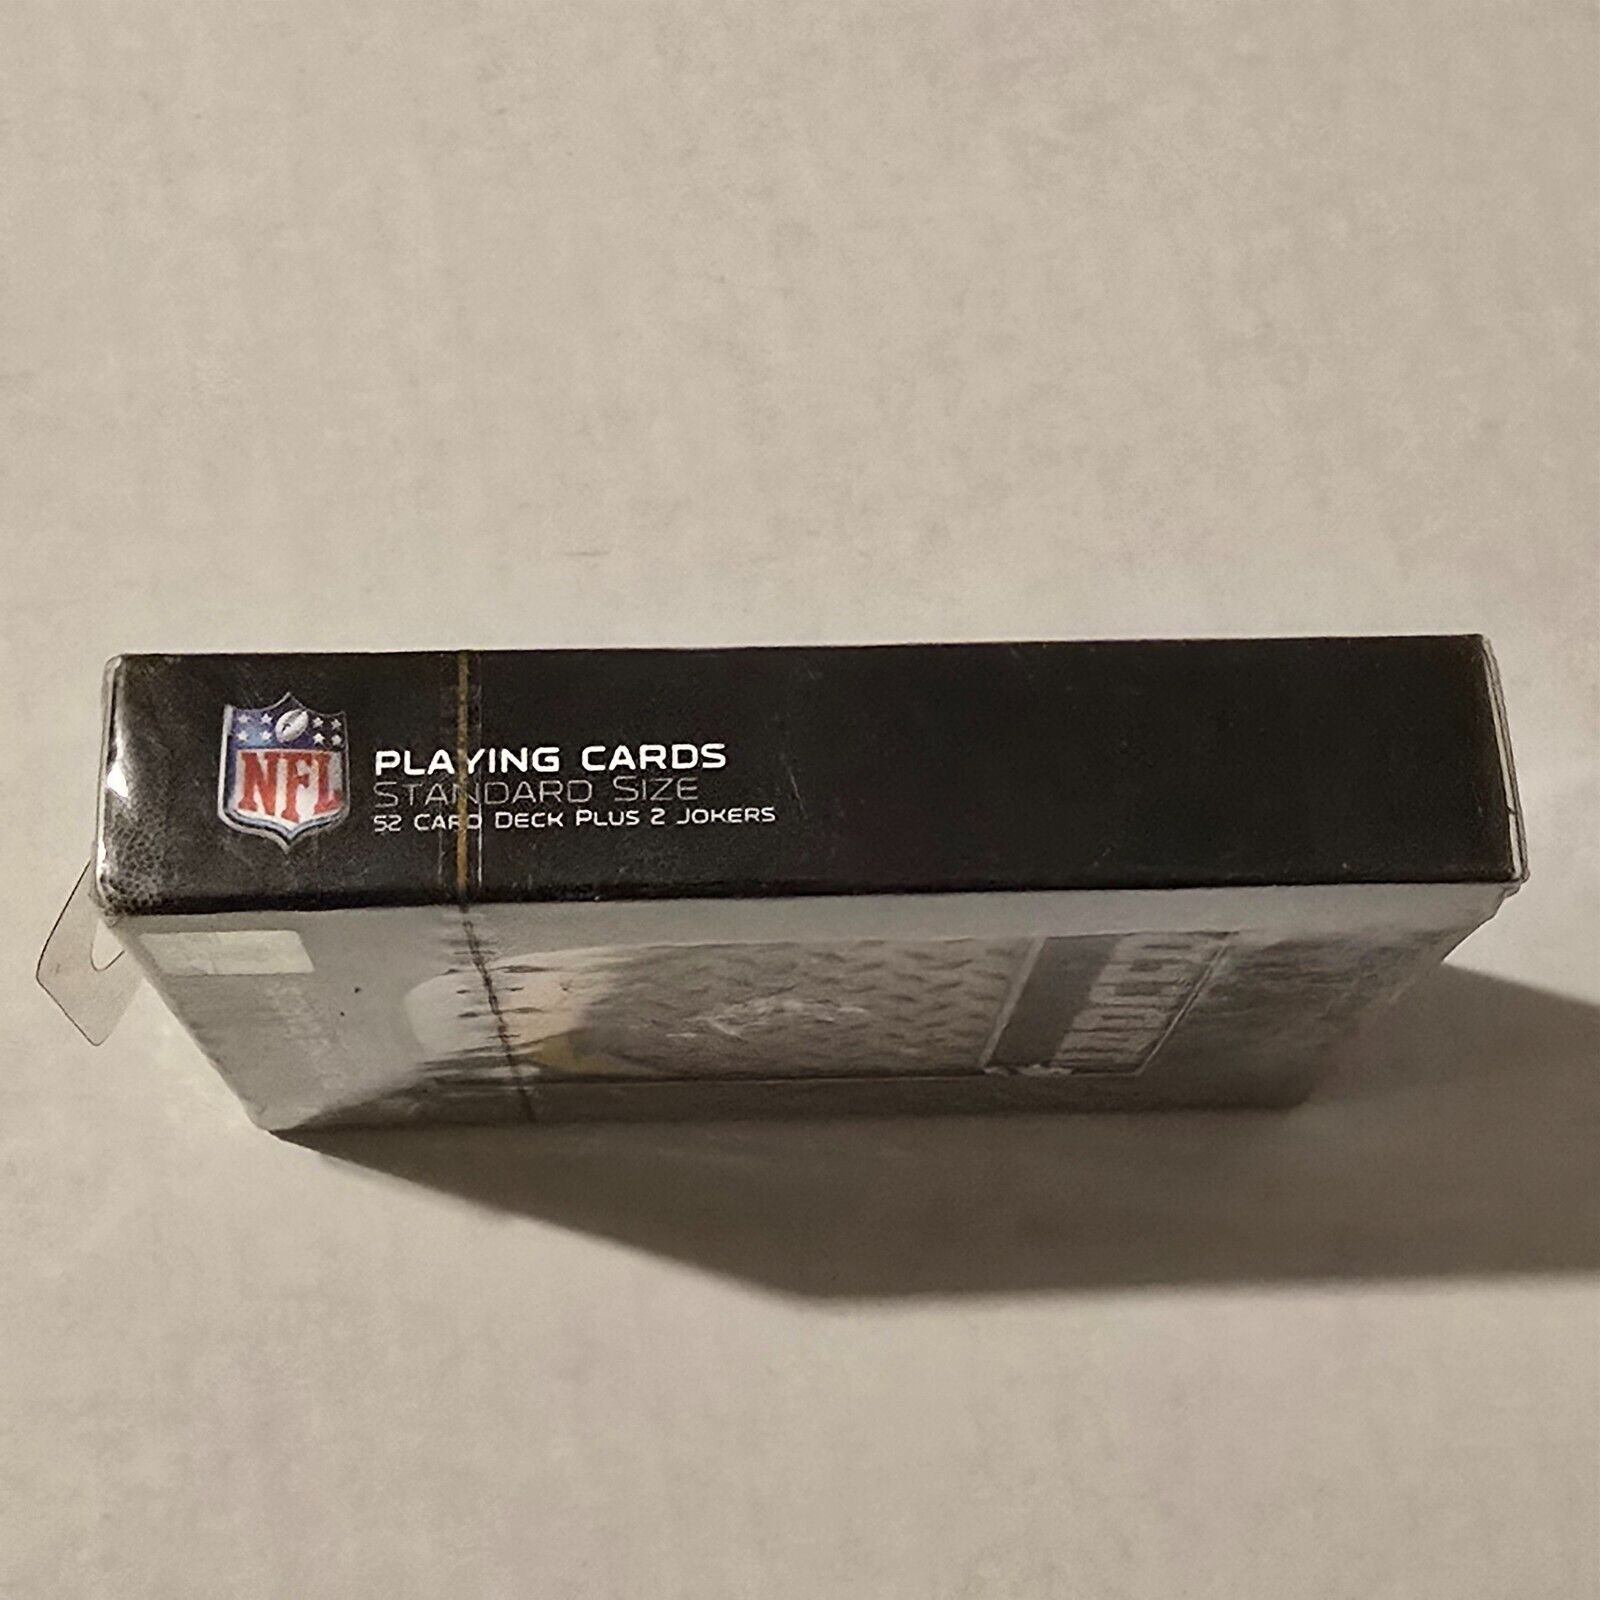 NFL
PLAYING CARDS
STANDARD SIZE
52 CARD DECK PLUS 2 JOKERS